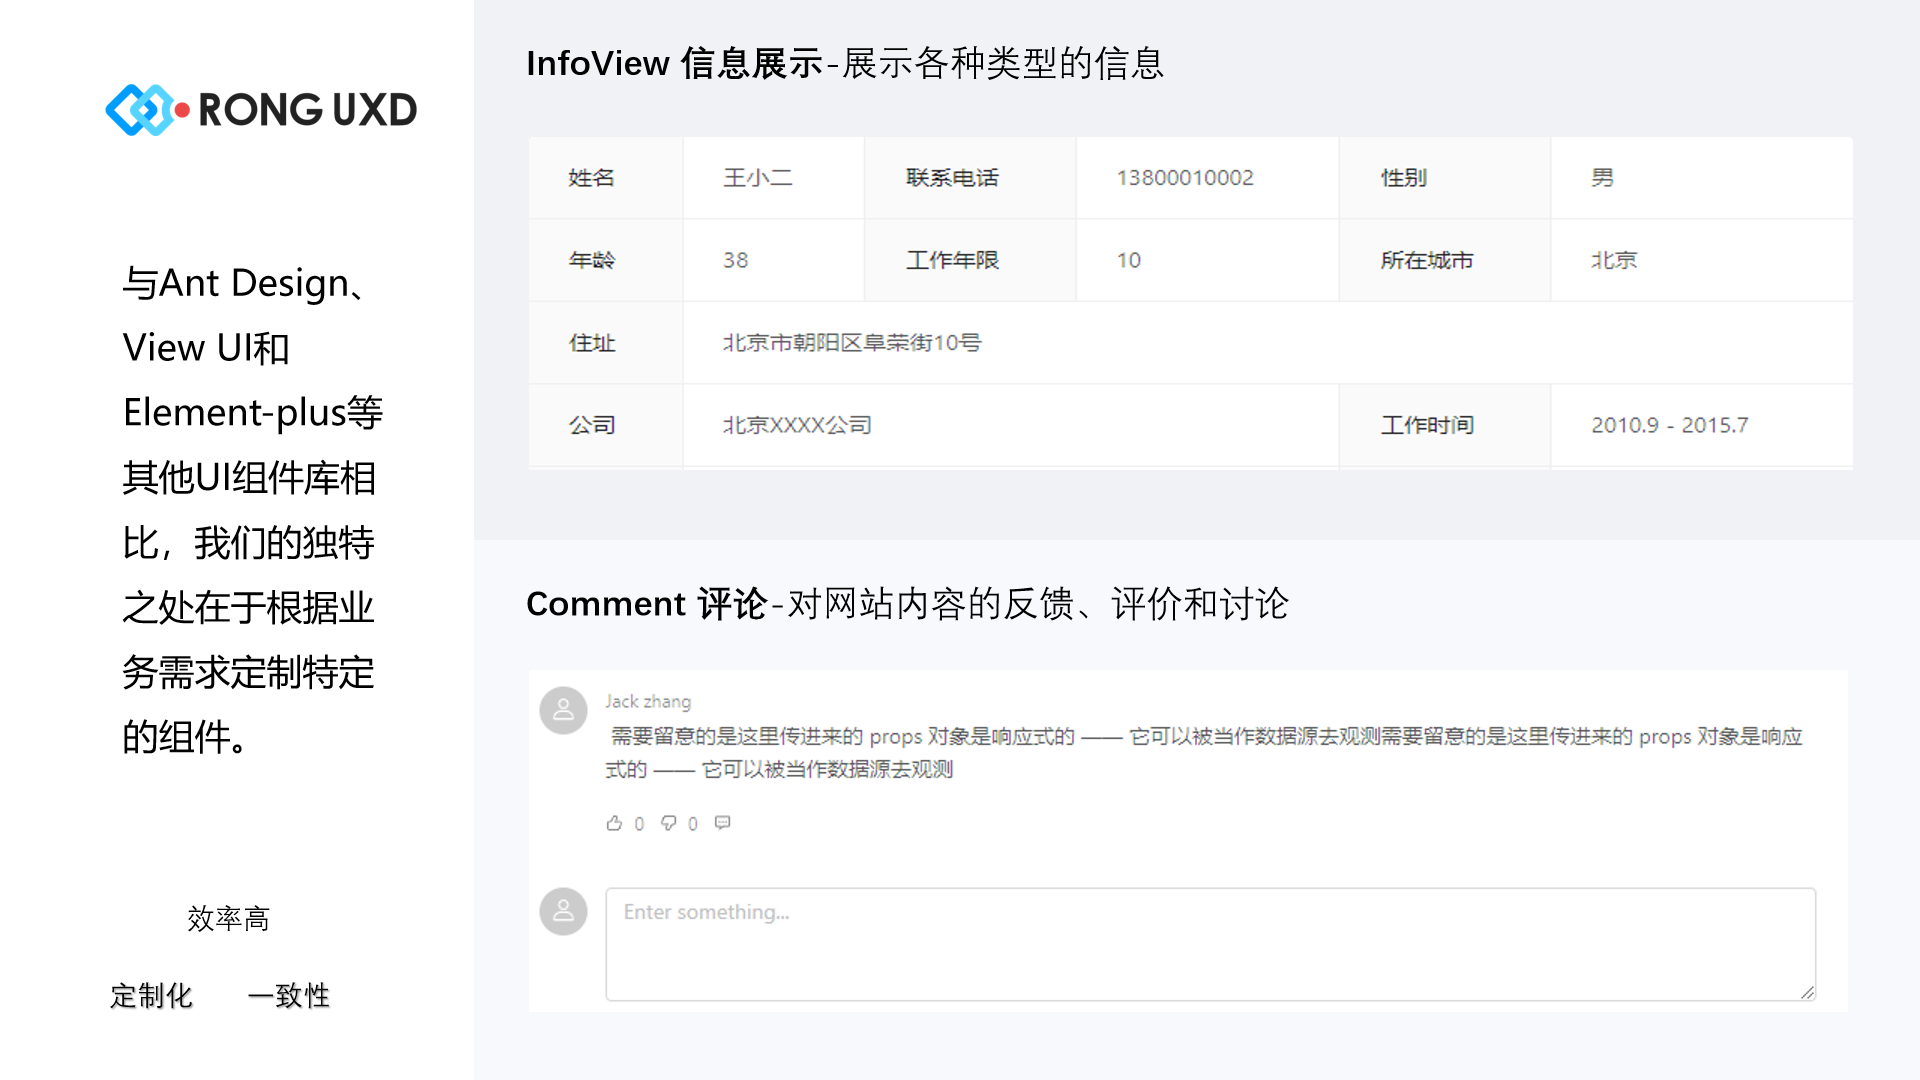 RONG UXD
与Ant Design、
View UI和
Element-plus等
其他UI组件库相
比，我们的独特
之处在于根据业
务需求定制特定
的组件。
效率高
定制化 一致性
InfoView 信息展示-展示各种类型的信息
姓名 王小二 联系电话 13800010002 性别 男
年龄 38 工作年限 10 所在城市 北京
住址 北京市朝阳区阜荣街10号
公司 北京XXXX公司 工作时间 2010.9 - 2015.7
Comment 评论-对网站内容的反馈、评价和讨论
Jack zhang
需要留意的是这里传进来的 props 对象是响应式的 —— 它可以被当作数据源去观测需要留意的是这里传进来的 props 对象是响应
式的 —— 它可以被当作数据源去观测
0 0
Enter something...